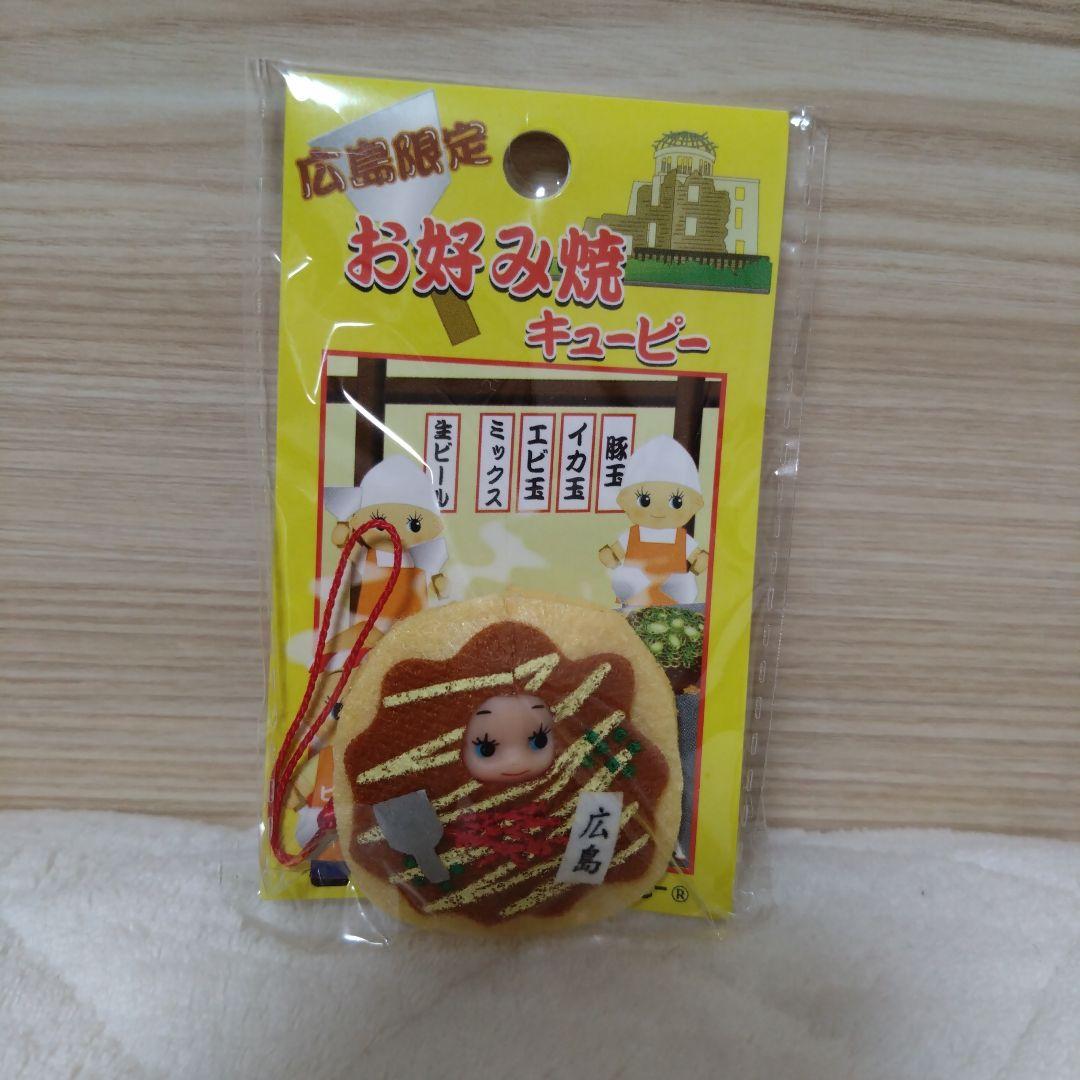 広島限定
お好み焼
キューピー
豚玉
イカ玉
エビ玉
ミックス
生ビール
広島
ー®